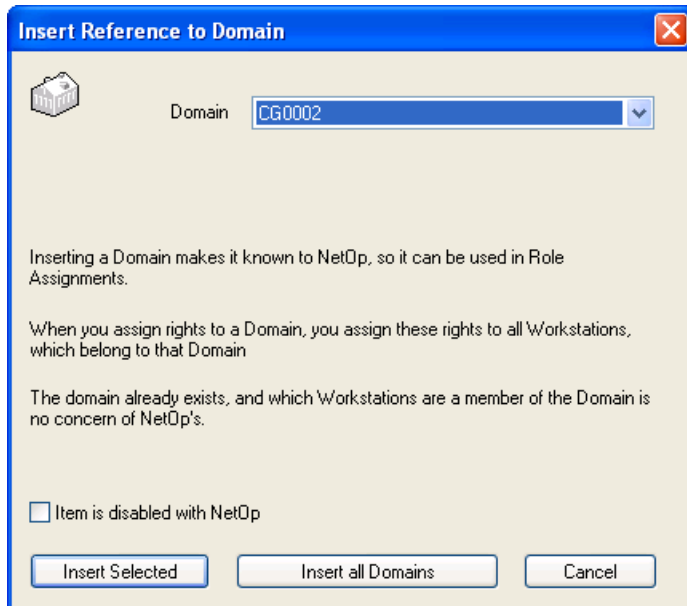 Insert Reference to Domain
Domain
CG0002
Inserting a Domain makes it known to NetOp, so it can be used in Role
Assignments.
When you assign rights to a Domain, you assign these rights to all Workstations,
which belong to that Domain
The domain already exists, and which Workstations are a member of the Domain is
no concern of NetOp's.
Item is disabled with NetOp
Insert Selected
Insert all Domains
Cancel